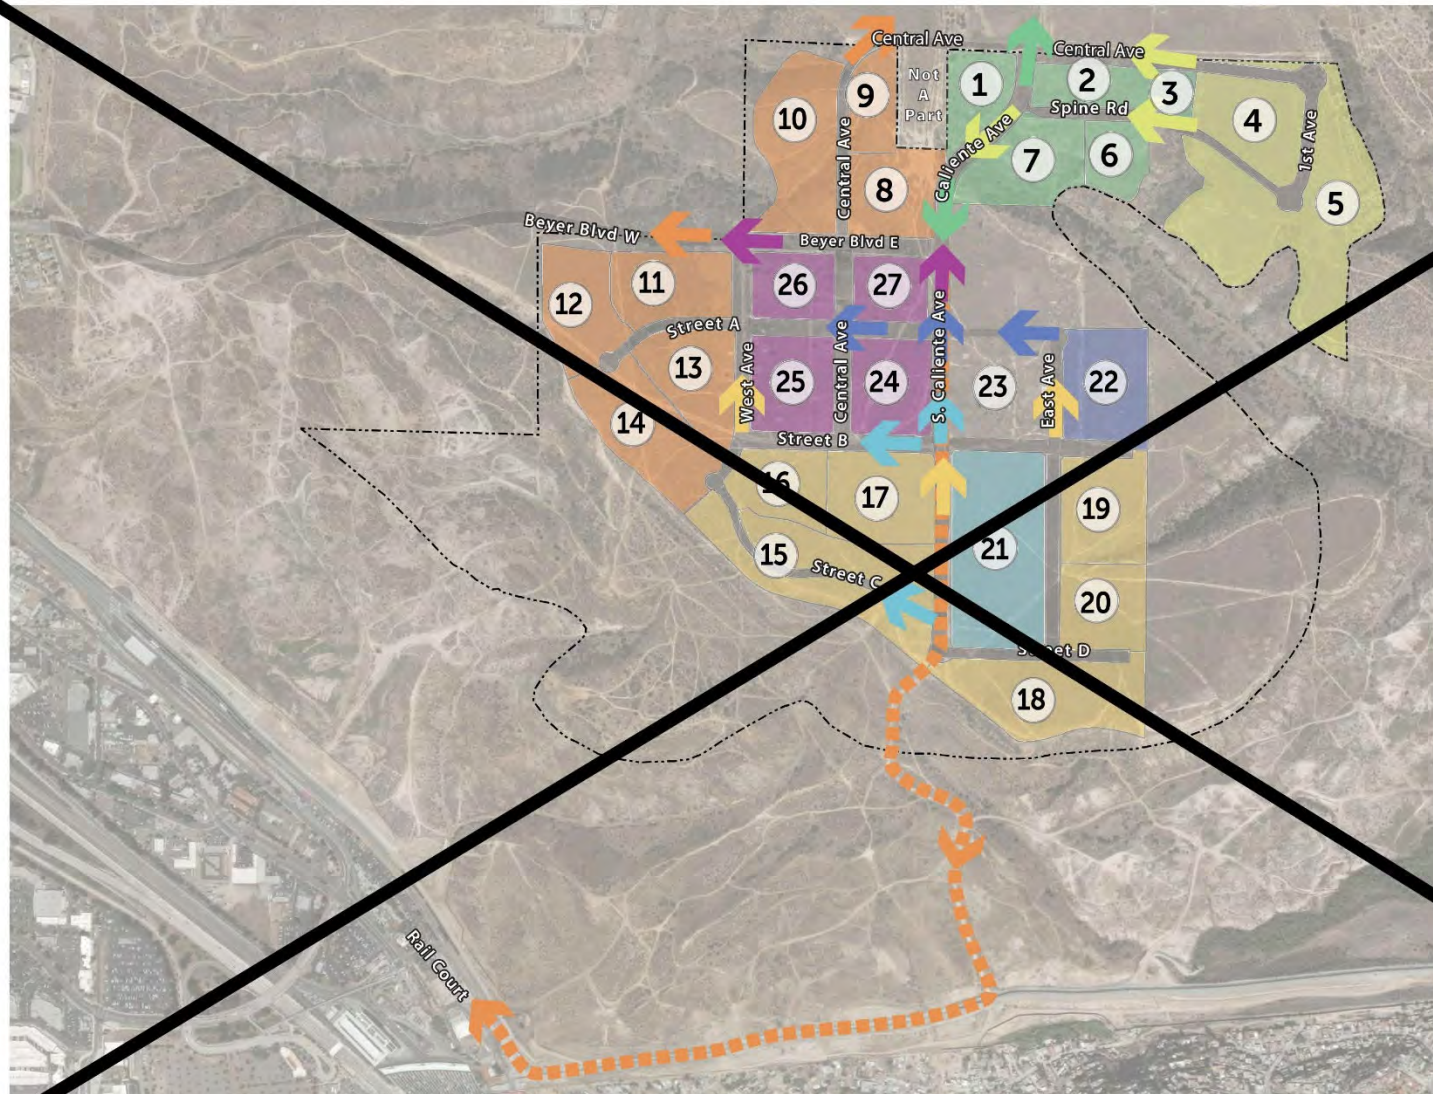 Central Ave
Central Ave
Not
A
Part
1
2
3
4
5
6
7
8
9
10
Spine Rd
1st Ave
Caliente Ave
Central Ave
Beyer Blvd W
Beyer Blvd E
11
12
26
27
Street A
13
14
West Ave
25
Central Ave
24
S. Caliente Ave
23
East Ave
22
Street B
16
17
19
21
15
Street C
20
Street D
18
Rail Court